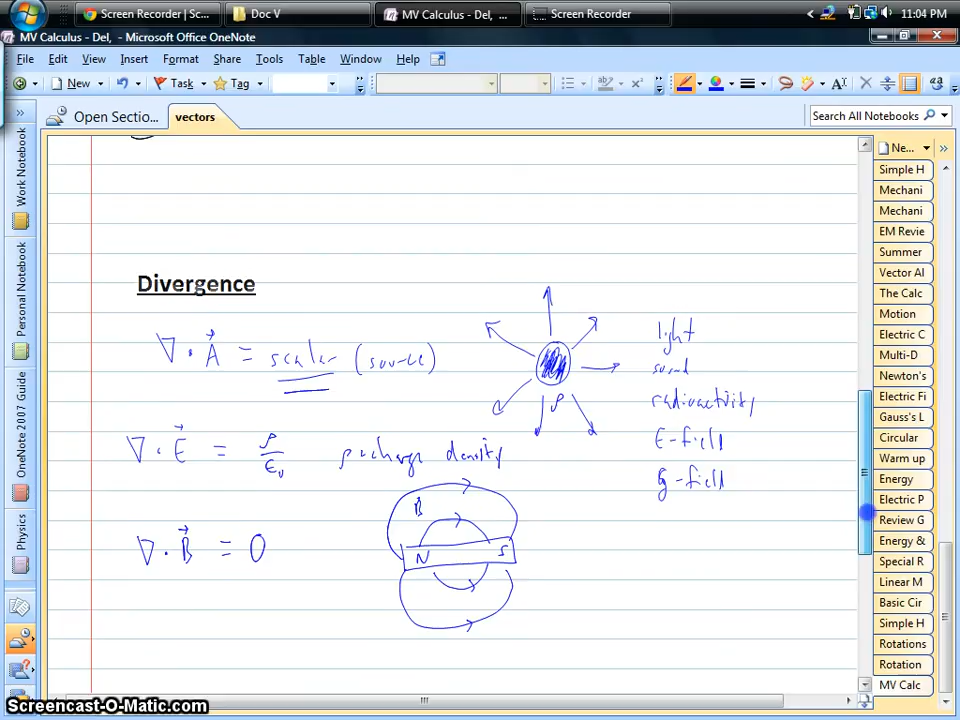 Screen Recorder | Sc...
Doc V
MV Calculus - Del, ...
Screen Recorder
11:04 PM
MV Calculus - Del, ... - Microsoft Office OneNote
File Edit View Insert Format Share Tools Table Window Help
New Task Tag
Open Sectio...
vectors
Search All Notebooks
Work Notebook
Personal Notebook
OneNote 2007 Guide
Physics
Divergence
∇ · A⃗ = scalar (source)
∇ · E⃗ = ρ/ε₀ ρ charge density
∇ · B⃗ = 0
ρ
B
N S
light
sound
radioactivity
E-field
G-field
Ne...
Simple H
Mechani
Mechani
EM Revie
Summer
Vector Al
The Calc
Motion
Electric C
Multi-D
Newton's
Electric Fi
Gauss's L
Circular
Warm up
Energy
Electric P
Review G
Energy &
Special R
Linear M
Basic Cir
Simple H
Rotations
Rotation
MV Calc
Screencast-O-Matic.com